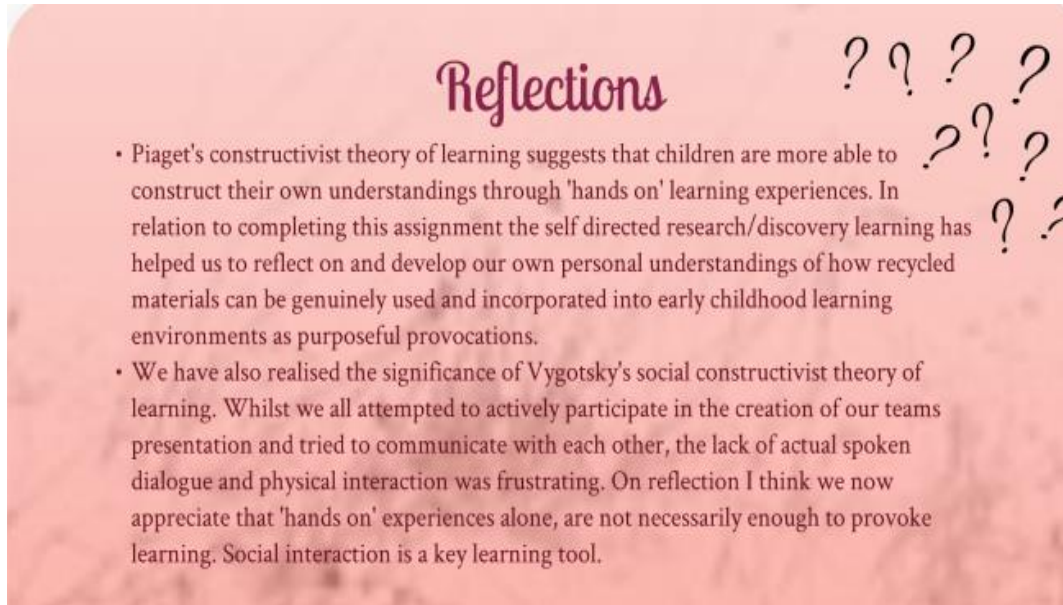 ? ? ? ?
Reflections
? ? ?
• Piaget's constructivist theory of learning suggests that children are more able to
construct their own understandings through 'hands on' learning experiences. In
relation to completing this assignment the self directed research/discovery learning has
? ?
helped us to reflect on and develop our own personal understandings of how recycled
materials can be genuinely used and incorporated into early childhood learning
environments as purposeful provocations.
• We have also realised the significance of Vygotsky's social constructivist theory of
learning. Whilst we all attempted to actively participate in the creation of our teams
presentation and tried to communicate with each other, the lack of actual spoken
dialogue and physical interaction was frustrating. On reflection I think we now
appreciate that 'hands on' experiences alone, are not necessarily enough to provoke
learning. Social interaction is a key learning tool.